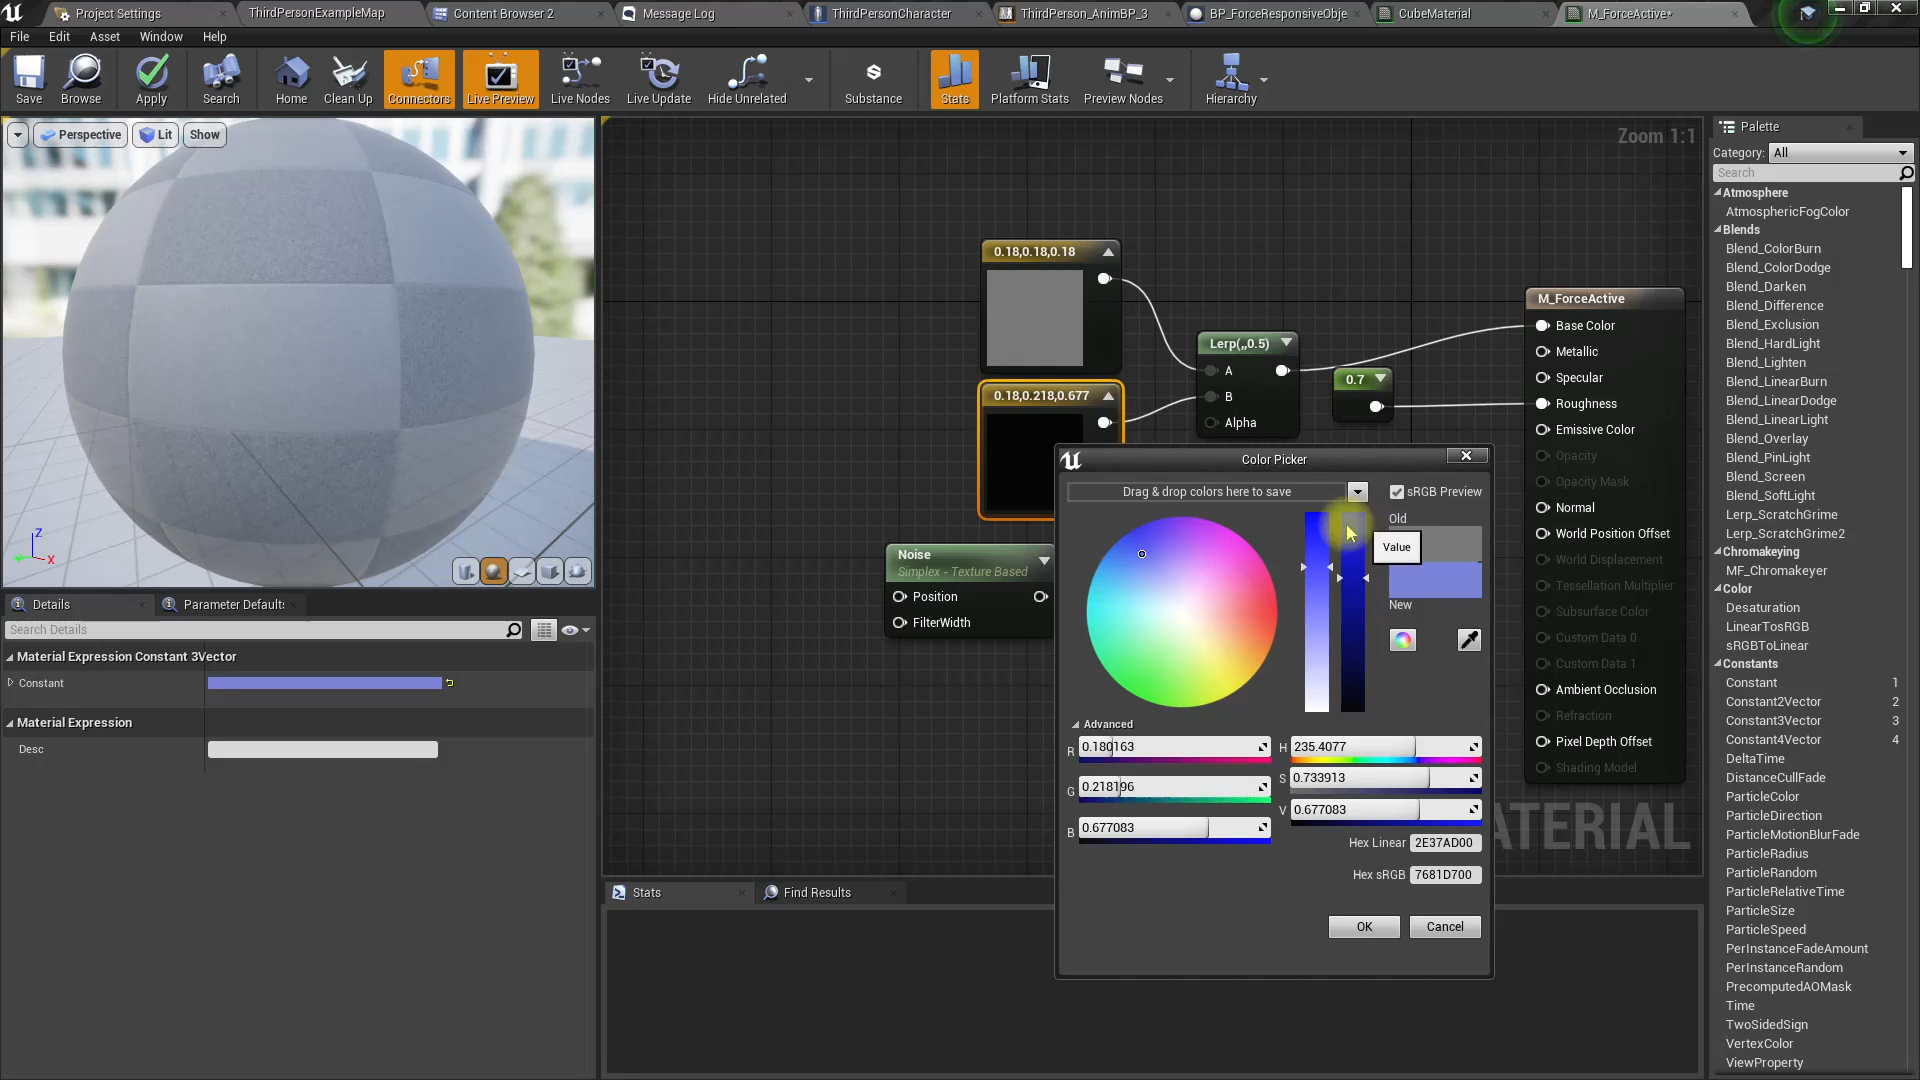 Project Settings
ThirdPersonExampleMap
Content Browser 2
Message Log
ThirdPersonCharacter
ThirdPerson_AnimBP_3
BP_ForceResponsiveObje
CubeMaterial
M_ForceActive*
File Edit Asset Window Help
Save
Browse
Apply
Search
Home
Clean Up
Connectors
Live Preview
Live Nodes
Live Update
Hide Unrelated
Substance
Stats
Platform Stats
Preview Nodes
Hierarchy
Perspective
Lit
Show
Zoom 1:1
Palette
Category: All
Search
Atmosphere
AtmosphericFogColor
Blends
Blend_ColorBurn
Blend_ColorDodge
Blend_Darken
Blend_Difference
Blend_Exclusion
Blend_HardLight
Blend_Lighten
Blend_LinearBurn
Blend_LinearDodge
Blend_LinearLight
Blend_Overlay
Blend_PinLight
Blend_Screen
Blend_SoftLight
Lerp_ScratchGrime
Lerp_ScratchGrime2
Chromakeying
MF_Chromakeyer
Color
Desaturation
LinearTosRGB
sRGBToLinear
Constants
Constant 1
Constant2Vector 2
Constant3Vector 3
Constant4Vector 4
DeltaTime
DistanceCullFade
ParticleColor
ParticleDirection
ParticleMotionBlurFade
ParticleRadius
ParticleRandom
ParticleRelativeTime
ParticleSize
ParticleSpeed
PerInstanceFadeAmount
PerInstanceRandom
PrecomputedAOMask
Time
TwoSidedSign
VertexColor
ViewProperty
0.18,0.18,0.18
0.18,0.218,0.677
Lerp(,,0.5)
A
B
Alpha
0.7
Noise
Simplex - Texture Based
Position
FilterWidth
M_ForceActive
Base Color
Metallic
Specular
Roughness
Emissive Color
Opacity
Opacity Mask
Normal
World Position Offset
World Displacement
Tessellation Multiplier
Subsurface Color
Custom Data 0
Custom Data 1
Ambient Occlusion
Refraction
Pixel Depth Offset
Shading Model
ATERIAL
Z
X
Details
Parameter Defaults
Search Details
Material Expression Constant 3Vector
Constant
Material Expression
Desc
Stats
Find Results
Color Picker
Drag & drop colors here to save
sRGB Preview
Old
Value
New
Advanced
R 0.180163
G 0.218196
B 0.677083
H 235.4077
S 0.733913
V 0.677083
Hex Linear 2E37AD00
Hex sRGB 7681D700
OK
Cancel